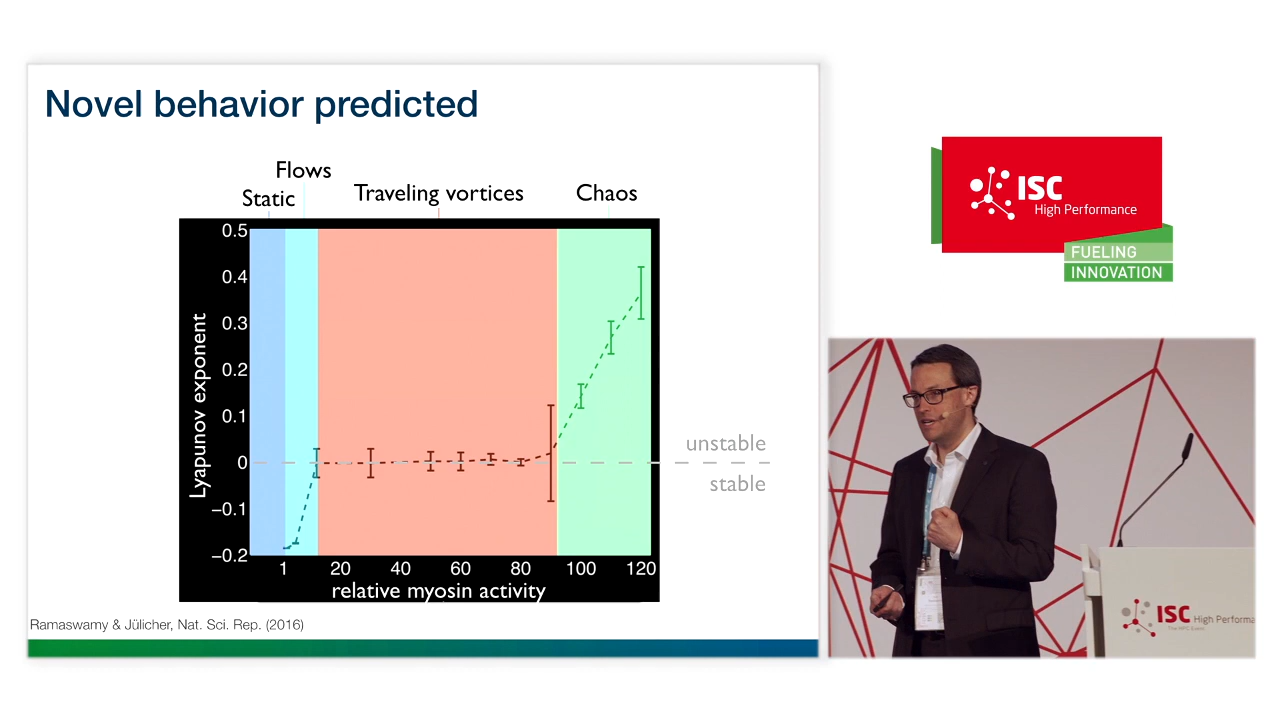 Novel behavior predicted
Flows
Static
Traveling vortices
Chaos
0.5
0.4
0.3
0.2
0.1
0
−0.1
−0.2
Lyapunov exponent
1 20 40 60 80 100 120
relative myosin activity
unstable
stable
Ramaswamy & Jülicher, Nat. Sci. Rep. (2016)
ISC
High Performance
FUELING
INNOVATION
ISC High Performa